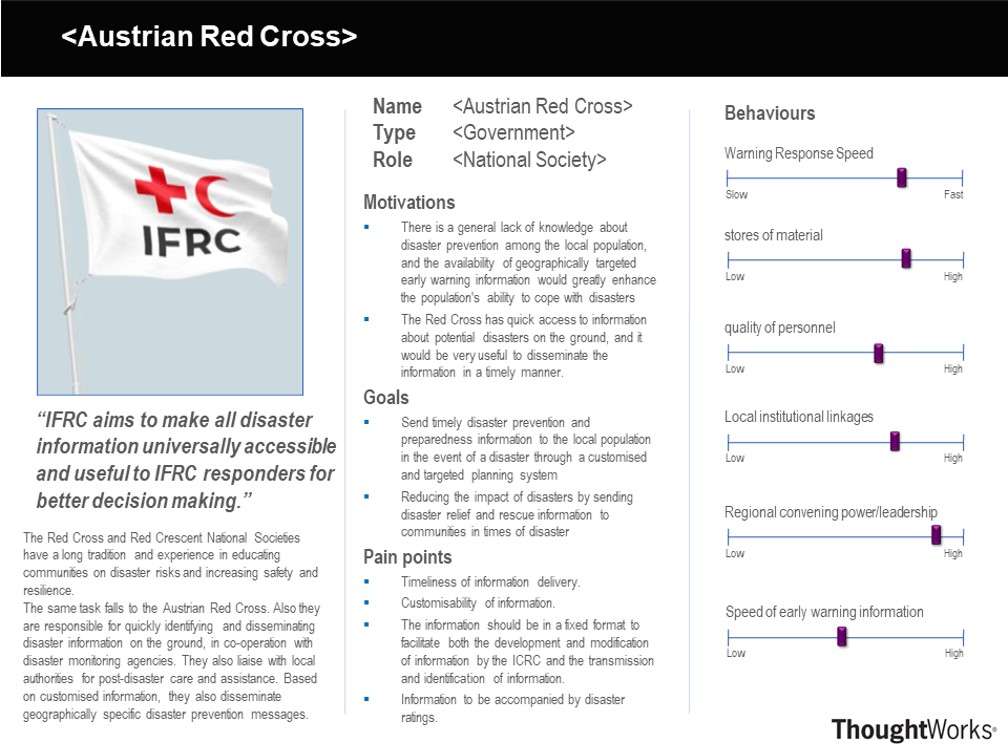 <Austrian Red Cross>
IFRC
“IFRC aims to make all disaster
information universally accessible
and useful to IFRC responders for
better decision making.”
The Red Cross and Red Crescent National Societies
have a long tradition and experience in educating
communities on disaster risks and increasing safety and
resilience.
The same task falls to the Austrian Red Cross. Also they
are responsible for quickly identifying and disseminating
disaster information on the ground, in co-operation with
disaster monitoring agencies. They also liaise with local
authorities for post-disaster care and assistance. Based
on customised information, they also disseminate
geographically specific disaster prevention messages.
Name <Austrian Red Cross>
Type <Government>
Role <National Society>
Motivations
▪ There is a general lack of knowledge about
disaster prevention among the local population,
and the availability of geographically targeted
early warning information would greatly enhance
the population's ability to cope with disasters
▪ The Red Cross has quick access to information
about potential disasters on the ground, and it
would be very useful to disseminate the
information in a timely manner.
Goals
▪ Send timely disaster prevention and
preparedness information to the local population
in the event of a disaster through a customised
and targeted planning system
▪ Reducing the impact of disasters by sending
disaster relief and rescue information to
communities in times of disaster
Pain points
▪ Timeliness of information delivery.
▪ Customisability of information.
▪ The information should be in a fixed format to
facilitate both the development and modification
of information by the ICRC and the transmission
and identification of information.
▪ Information to be accompanied by disaster
ratings.
Behaviours
Warning Response Speed
Slow Fast
stores of material
Low High
quality of personnel
Low High
Local institutional linkages
Low High
Regional convening power/leadership
Low High
Speed of early warning information
Low High
ThoughtWorks®